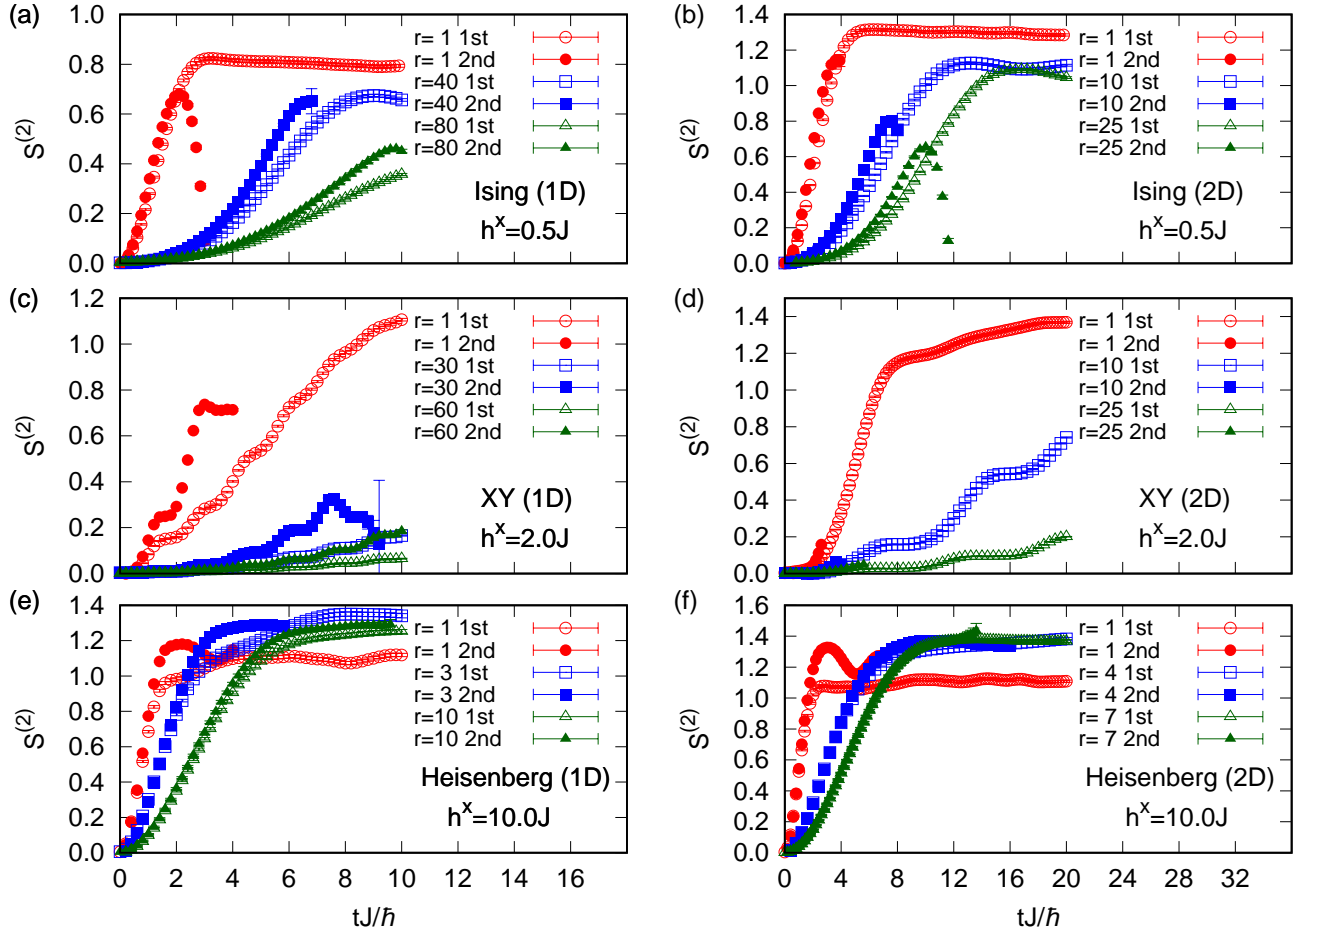 (a)
S(2)
0.0
0.2
0.4
0.6
0.8
1.0
r= 1 1st
r= 1 2nd
r=40 1st
r=40 2nd
r=80 1st
r=80 2nd
Ising (1D)
hx=0.5J
(b)
S(2)
0.0
0.2
0.4
0.6
0.8
1.0
1.2
1.4
r= 1 1st
r= 1 2nd
r=10 1st
r=10 2nd
r=25 1st
r=25 2nd
Ising (2D)
hx=0.5J
(c)
S(2)
0.0
0.2
0.4
0.6
0.8
1.0
1.2
r= 1 1st
r= 1 2nd
r=30 1st
r=30 2nd
r=60 1st
r=60 2nd
XY (1D)
hx=2.0J
(d)
S(2)
0.0
0.2
0.4
0.6
0.8
1.0
1.2
1.4
r= 1 1st
r= 1 2nd
r=10 1st
r=10 2nd
r=25 1st
r=25 2nd
XY (2D)
hx=2.0J
(e)
S(2)
0.0
0.2
0.4
0.6
0.8
1.0
1.2
1.4
r= 1 1st
r= 1 2nd
r= 3 1st
r= 3 2nd
r=10 1st
r=10 2nd
Heisenberg (1D)
hx=10.0J
0 2 4 6 8 10 12 14 16
tJ/ħ
(f)
S(2)
0.0
0.2
0.4
0.6
0.8
1.0
1.2
1.4
1.6
r= 1 1st
r= 1 2nd
r= 4 1st
r= 4 2nd
r= 7 1st
r= 7 2nd
Heisenberg (2D)
hx=10.0J
0 4 8 12 16 20 24 28 32
tJ/ħ